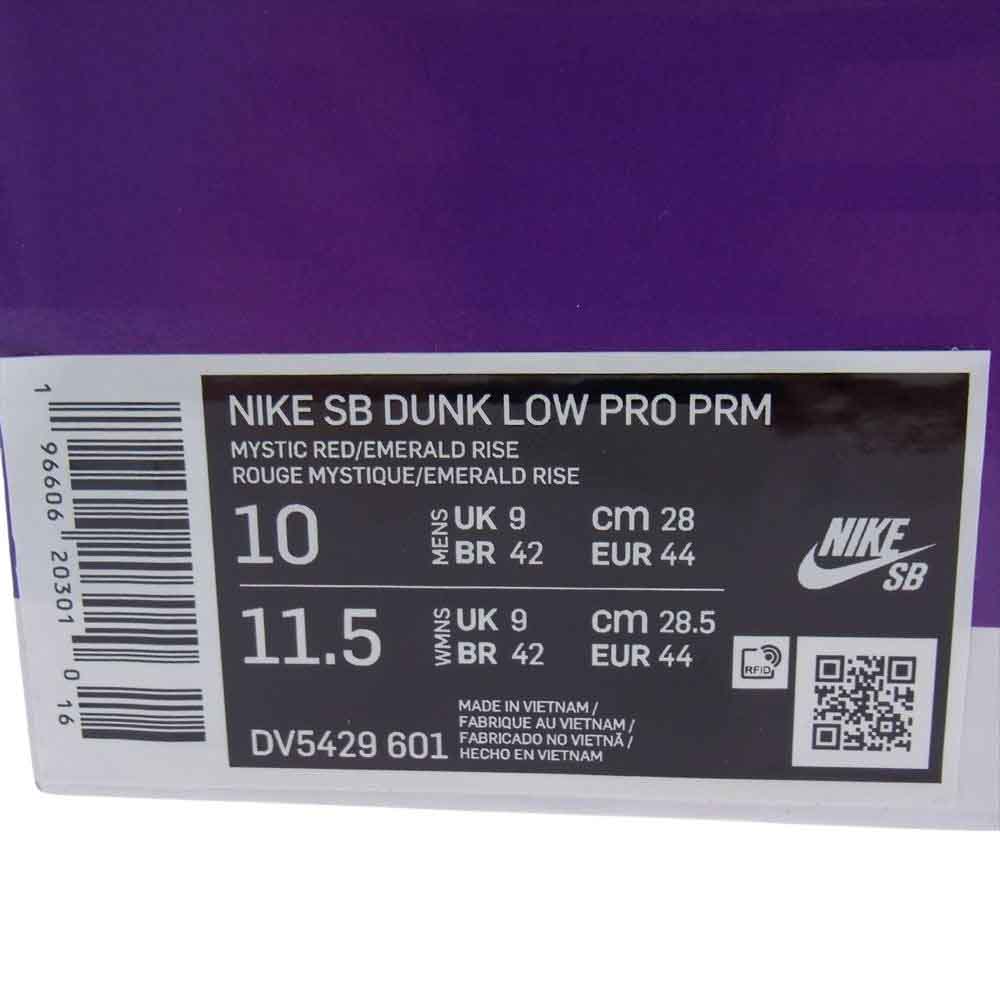 NIKE SB DUNK LOW PRO PRM
MYSTIC RED/EMERALD RISE
ROUGE MYSTIQUE/EMERALD RISE
10 MENS UK 9 cm 28
BR 42 EUR 44
11.5 WMNS UK 9 cm 28.5
BR 42 EUR 44
NIKE
SB
RFID
DV5429 601
MADE IN VIETNAM /
FABRIQUE AU VIETNAM /
FABRICADO NO VIETNÃ /
HECHO EN VIETNAM
1 96606 20301 0 16